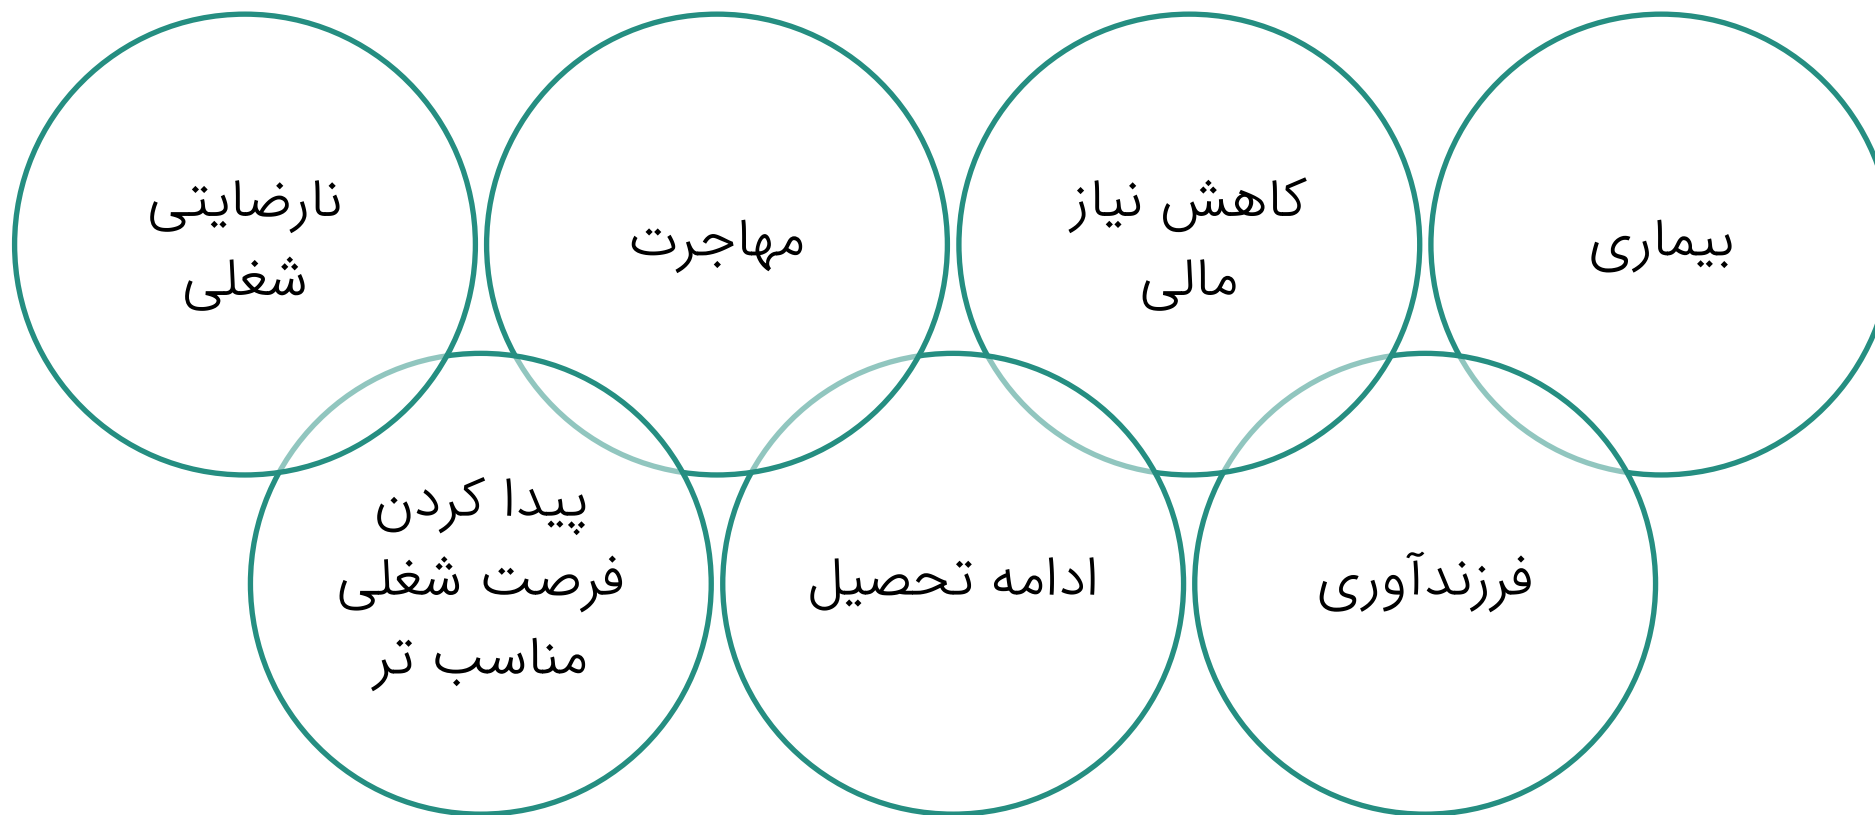 بیماری
کاهش نیاز
مالی
مهاجرت
نارضایتی
شغلی
فرزندآوری
ادامه تحصیل
پیدا کردن
فرصت شغلی
مناسب تر